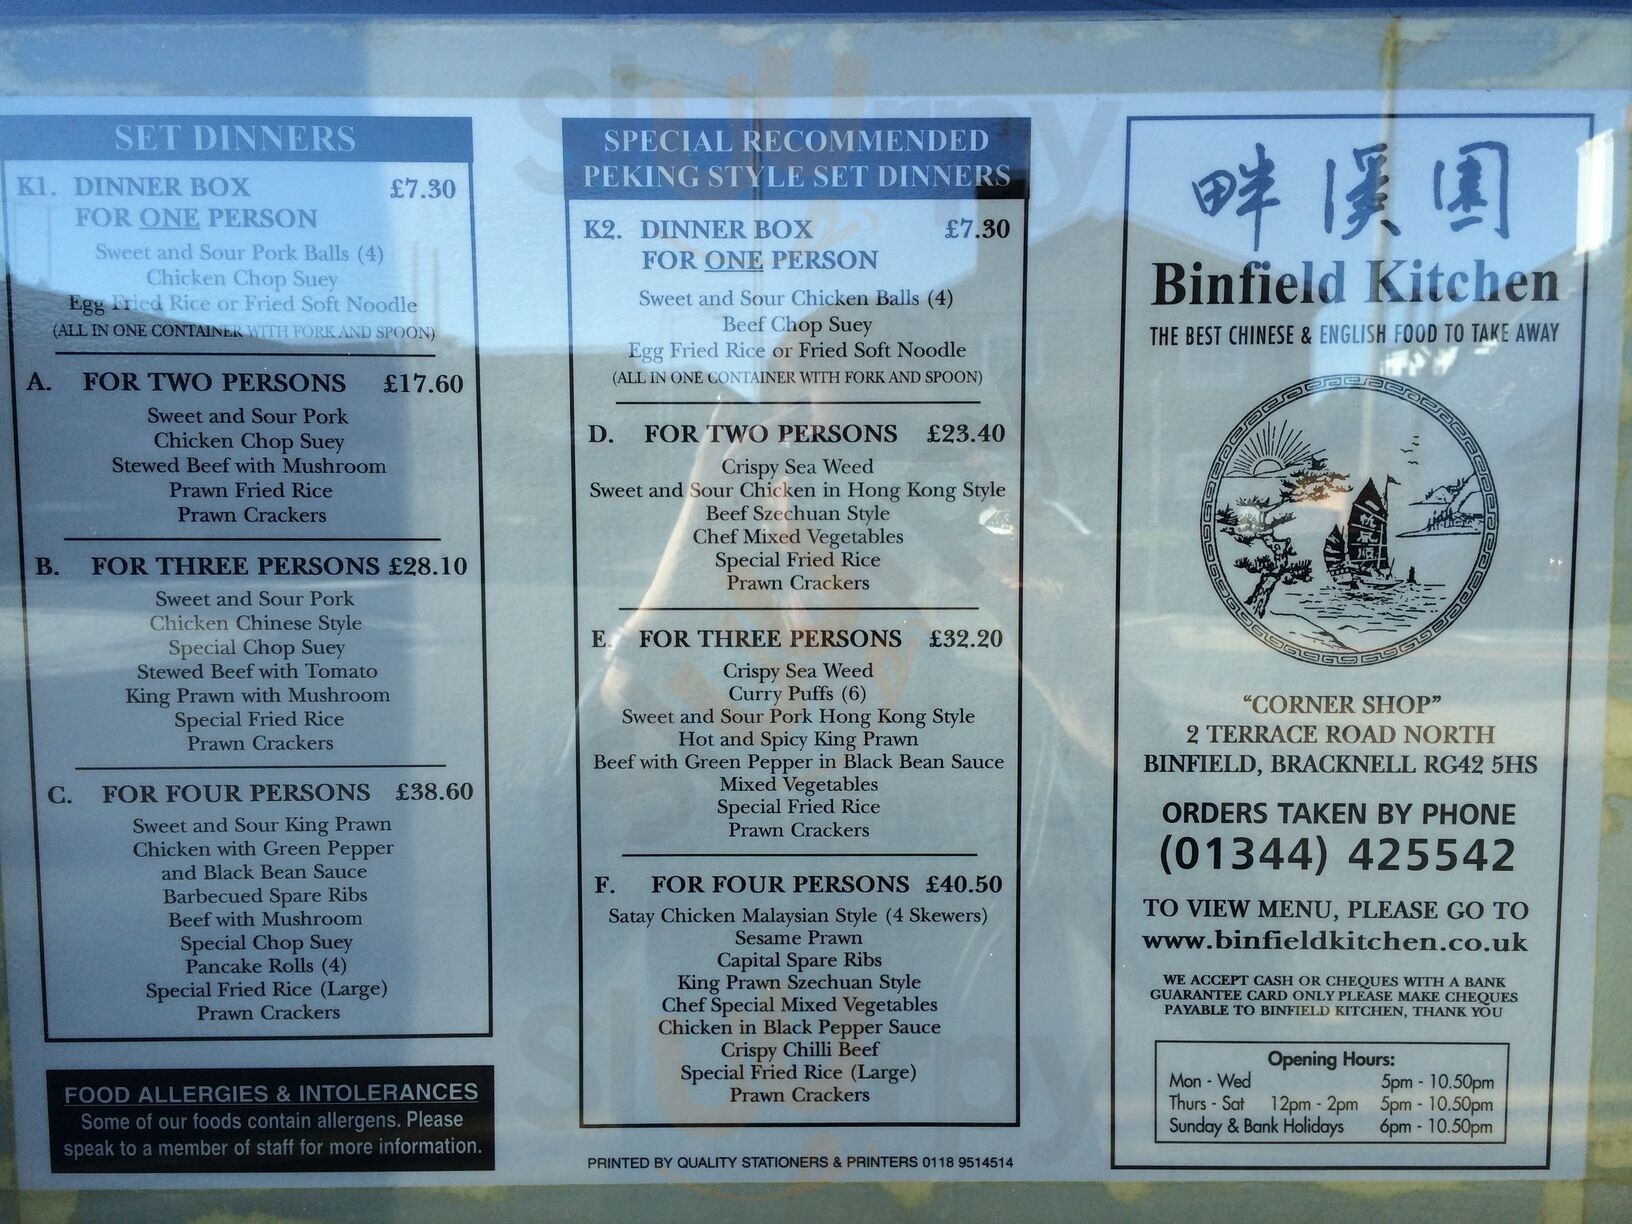 SET DINNERS
K1. DINNER BOX £7.30
FOR ONE PERSON
Sweet and Sour Pork Balls (4)
Chicken Chop Suey
Egg Fried Rice or Fried Soft Noodle
(ALL IN ONE CONTAINER WITH FORK AND SPOON)
A. FOR TWO PERSONS £17.60
Sweet and Sour Pork
Chicken Chop Suey
Stewed Beef with Mushroom
Prawn Fried Rice
Prawn Crackers
B. FOR THREE PERSONS £28.10
Sweet and Sour Pork
Chicken Chinese Style
Special Chop Suey
Stewed Beef with Tomato
King Prawn with Mushroom
Special Fried Rice
Prawn Crackers
C. FOR FOUR PERSONS £38.60
Sweet and Sour King Prawn
Chicken with Green Pepper
and Black Bean Sauce
Barbecued Spare Ribs
Beef with Mushroom
Special Chop Suey
Pancake Rolls (4)
Special Fried Rice (Large)
Prawn Crackers
FOOD ALLERGIES & INTOLERANCES
Some of our foods contain allergens. Please
speak to a member of staff for more information.
SPECIAL RECOMMENDED
PEKING STYLE SET DINNERS
K2. DINNER BOX £7.30
FOR ONE PERSON
Sweet and Sour Chicken Balls (4)
Beef Chop Suey
Egg Fried Rice or Fried Soft Noodle
(ALL IN ONE CONTAINER WITH FORK AND SPOON)
D. FOR TWO PERSONS £23.40
Crispy Sea Weed
Sweet and Sour Chicken in Hong Kong Style
Beef Szechuan Style
Chef Mixed Vegetables
Special Fried Rice
Prawn Crackers
E. FOR THREE PERSONS £32.20
Crispy Sea Weed
Curry Puffs (6)
Sweet and Sour Pork Hong Kong Style
Hot and Spicy King Prawn
Beef with Green Pepper in Black Bean Sauce
Mixed Vegetables
Special Fried Rice
Prawn Crackers
F. FOR FOUR PERSONS £40.50
Satay Chicken Malaysian Style (4 Skewers)
Sesame Prawn
Capital Spare Ribs
King Prawn Szechuan Style
Chef Special Mixed Vegetables
Chicken in Black Pepper Sauce
Crispy Chilli Beef
Special Fried Rice (Large)
Prawn Crackers
PRINTED BY QUALITY STATIONERS & PRINTERS 0118 9514514
畔溪園
Binfield Kitchen
THE BEST CHINESE & ENGLISH FOOD TO TAKE AWAY
“CORNER SHOP”
2 TERRACE ROAD NORTH
BINFIELD, BRACKNELL RG42 5HS
ORDERS TAKEN BY PHONE
(01344) 425542
TO VIEW MENU, PLEASE GO TO
www.binfieldkitchen.co.uk
WE ACCEPT CASH OR CHEQUES WITH A BANK
GUARANTEE CARD ONLY PLEASE MAKE CHEQUES
PAYABLE TO BINFIELD KITCHEN, THANK YOU
Opening Hours:
Mon - Wed 5pm - 10.50pm
Thurs - Sat 12pm - 2pm 5pm - 10.50pm
Sunday & Bank Holidays 6pm - 10.50pm
sluurpy
sluurpy
sluurpy